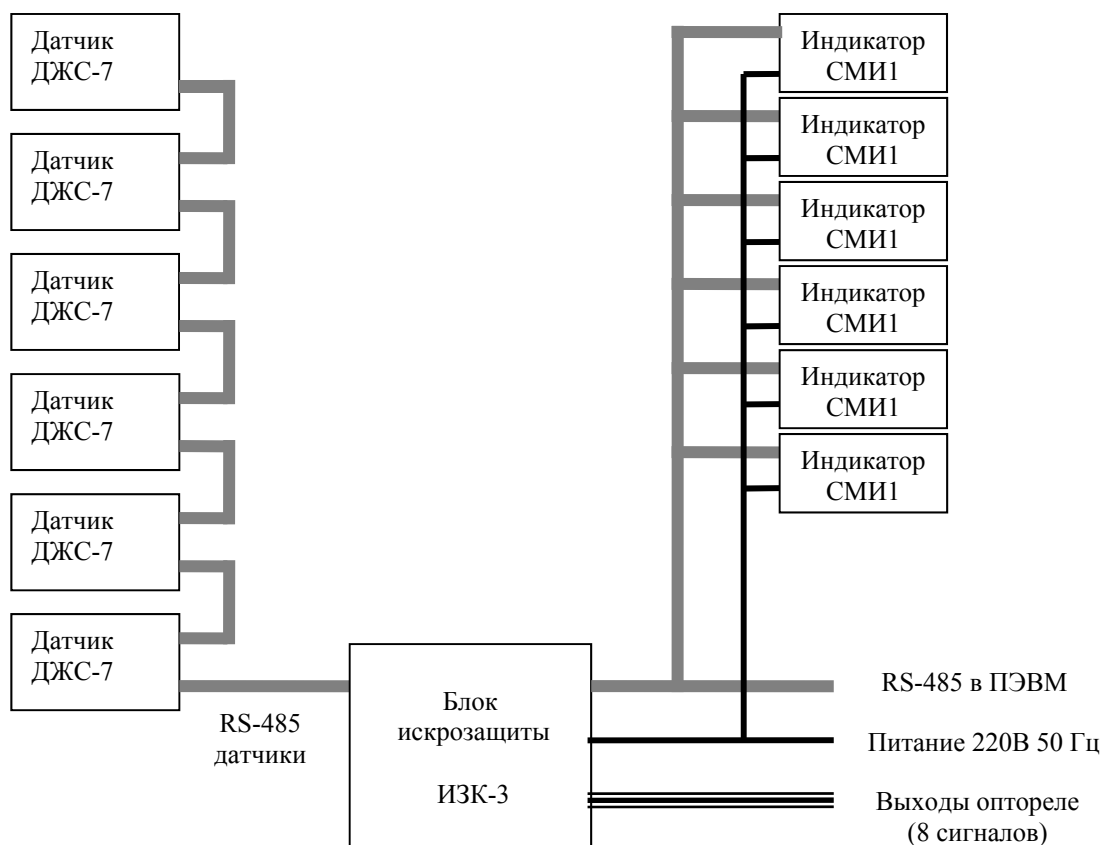 Датчик
ДЖС-7
Датчик
ДЖС-7
Датчик
ДЖС-7
Датчик
ДЖС-7
Датчик
ДЖС-7
Датчик
ДЖС-7
Индикатор
СМИ1
Индикатор
СМИ1
Индикатор
СМИ1
Индикатор
СМИ1
Индикатор
СМИ1
Индикатор
СМИ1
RS-485
датчики
Блок
искрозащиты
ИЗК-3
RS-485 в ПЭВМ
Питание 220В 50 Гц
Выходы оптореле
(8 сигналов)